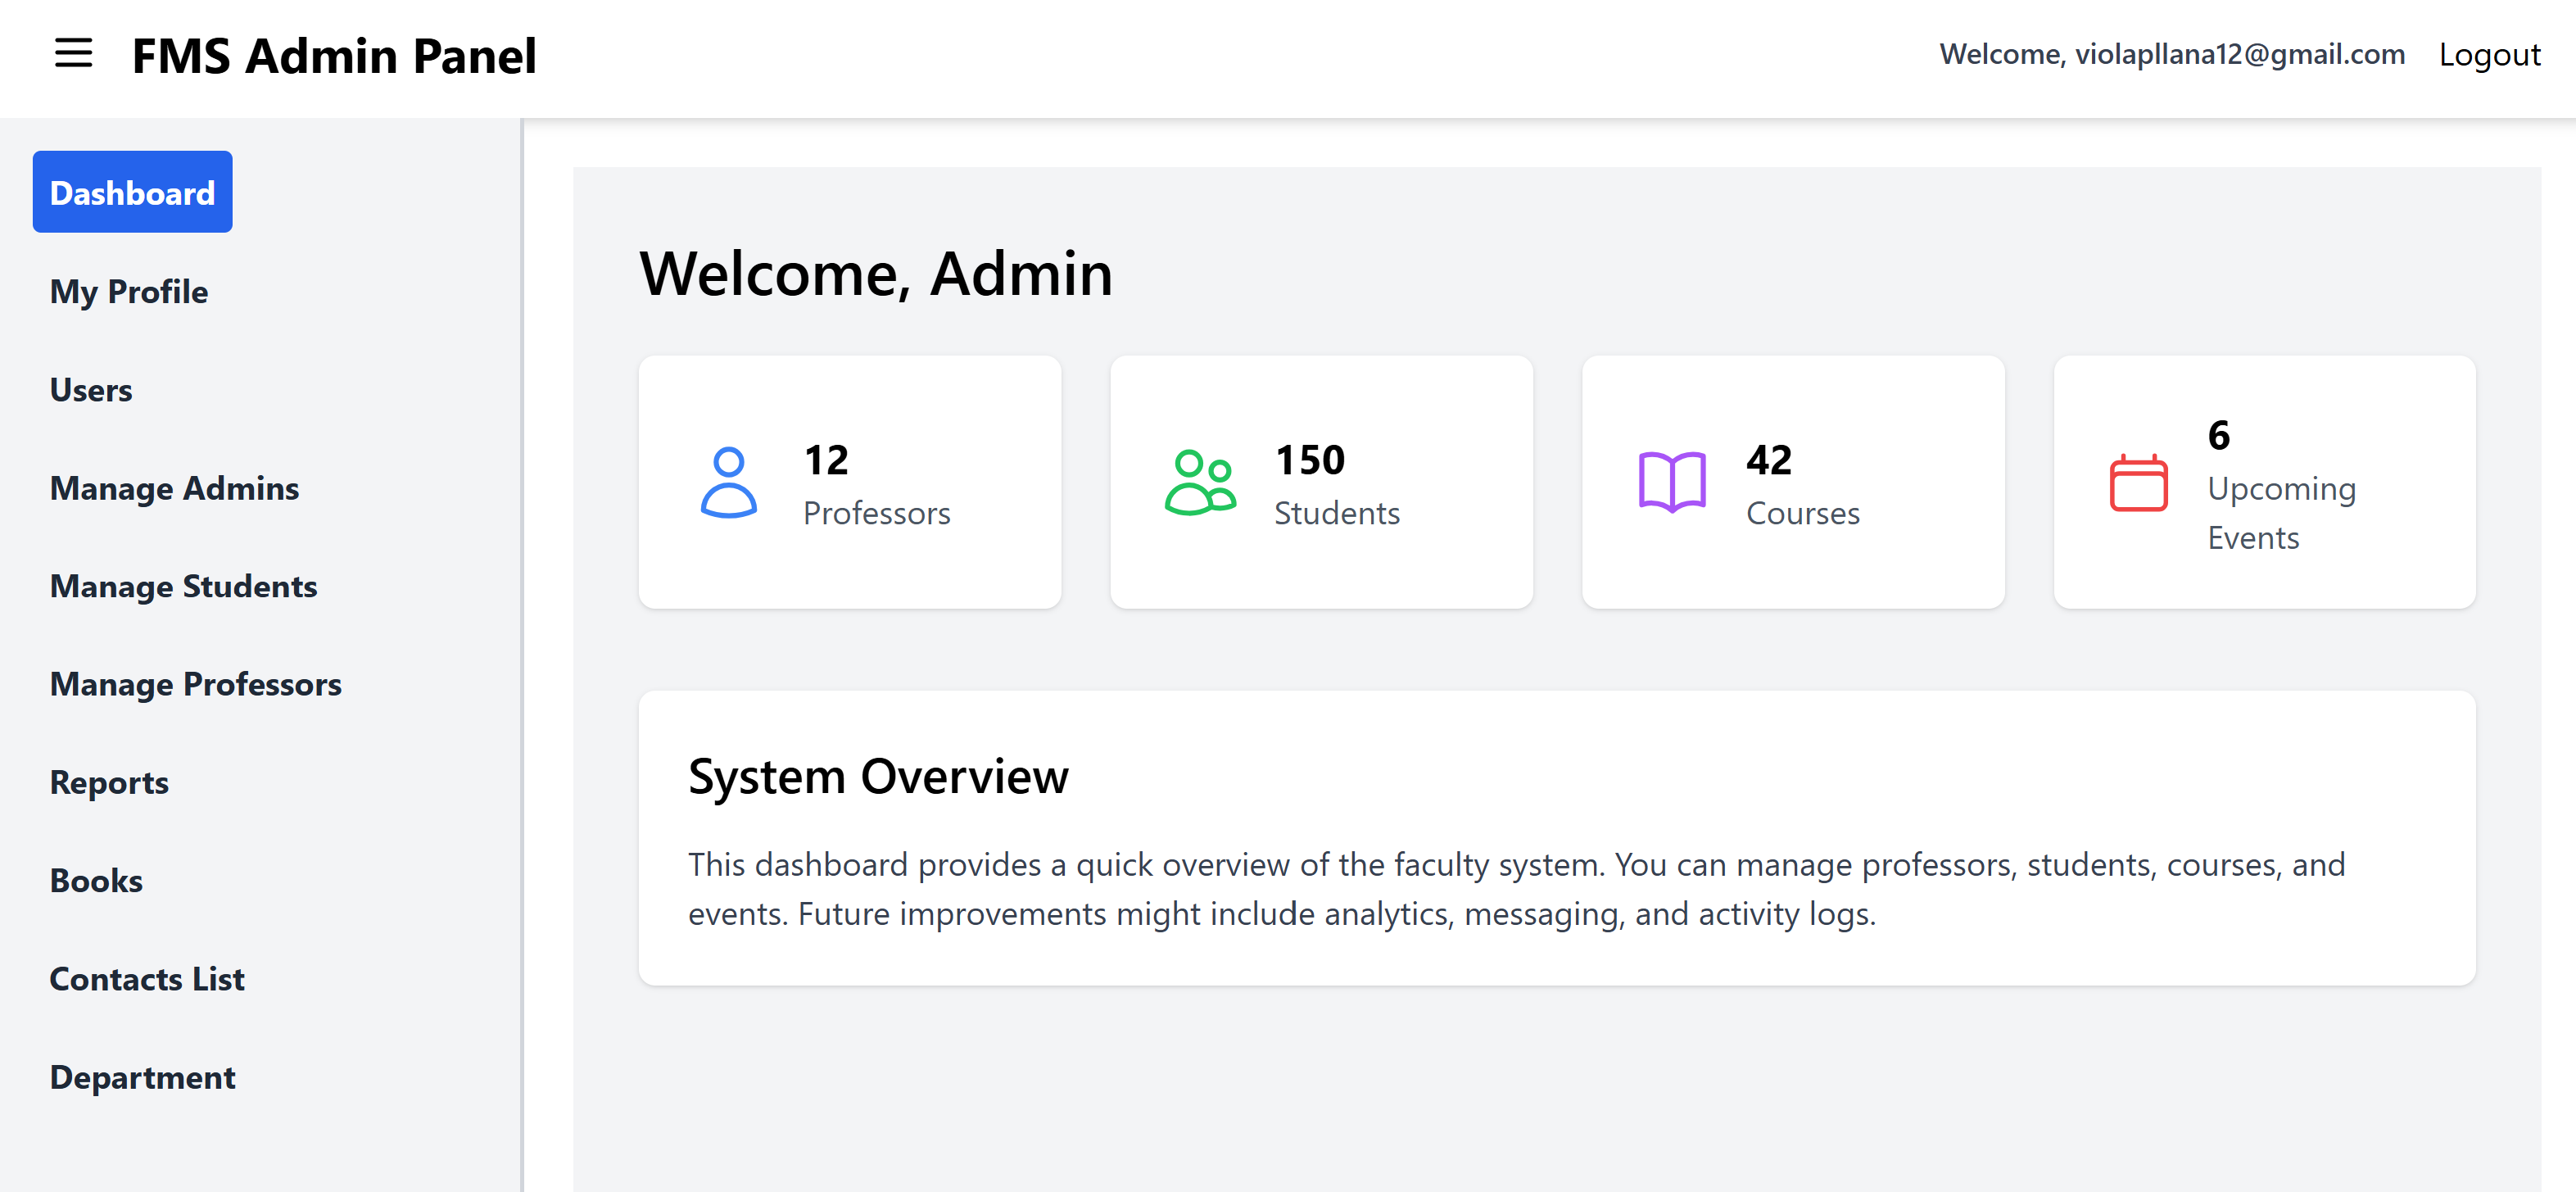 FMS Admin Panel
Welcome, violapllana12@gmail.com
Logout
Dashboard
My Profile
Users
Manage Admins
Manage Students
Manage Professors
Reports
Books
Contacts List
Department
Welcome, Admin
12
Professors
150
Students
42
Courses
6
Upcoming
Events
System Overview
This dashboard provides a quick overview of the faculty system. You can manage professors, students, courses, and
events. Future improvements might include analytics, messaging, and activity logs.